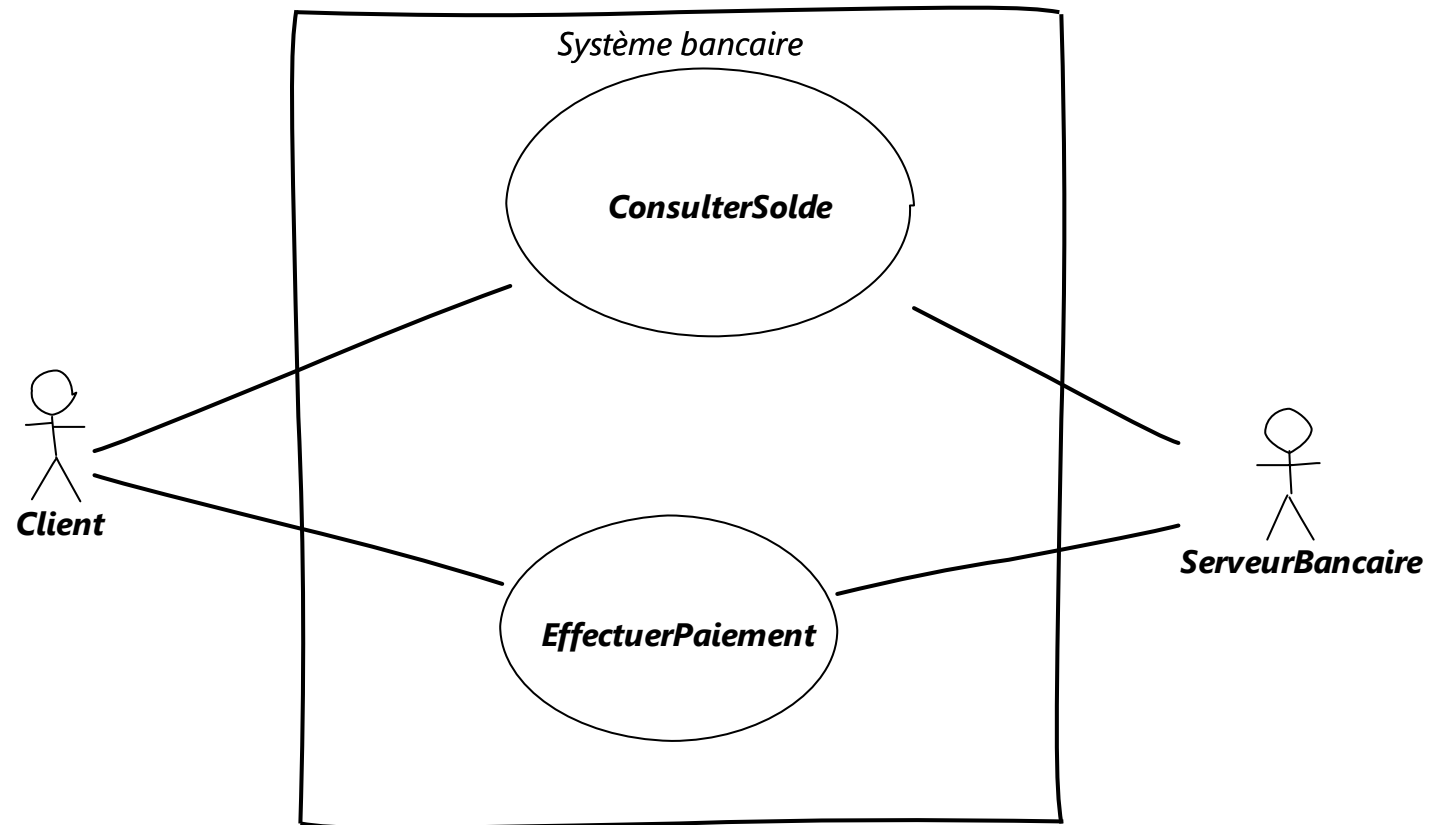 Système bancaire
ConsulterSolde
Client
ServeurBancaire
EffectuerPaiement